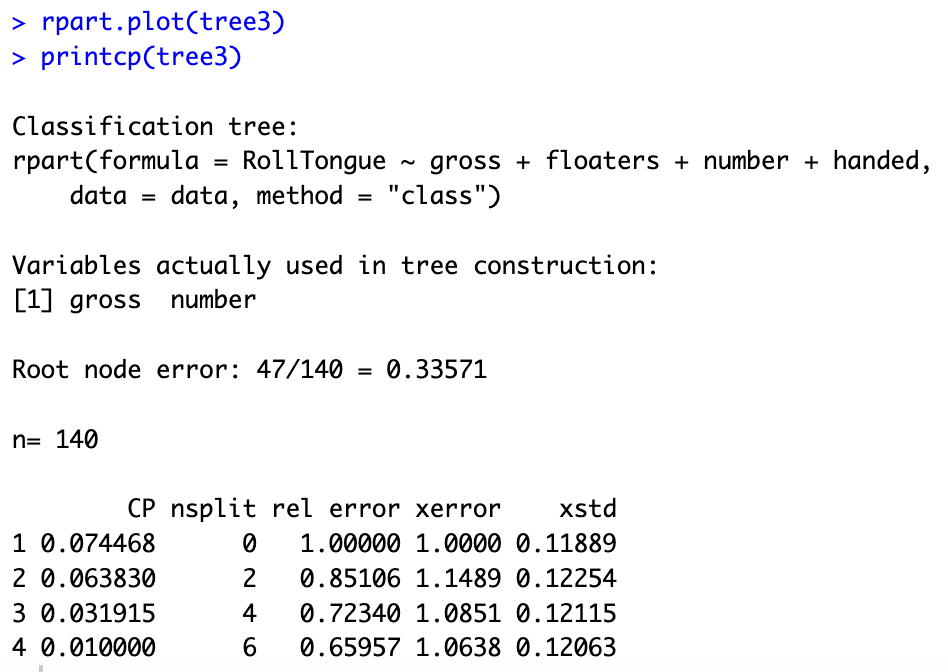 > rpart.plot(tree3)
> printcp(tree3)
Classification tree:
rpart(formula = RollTongue ~ gross + floaters + number + handed,
    data = data, method = "class")
Variables actually used in tree construction:
[1] gross  number
Root node error: 47/140 = 0.33571
n= 140
        CP nsplit rel error xerror    xstd
1 0.074468      0   1.00000 1.0000 0.11889
2 0.063830      2   0.85106 1.1489 0.12254
3 0.031915      4   0.72340 1.0851 0.12115
4 0.010000      6   0.65957 1.0638 0.12063